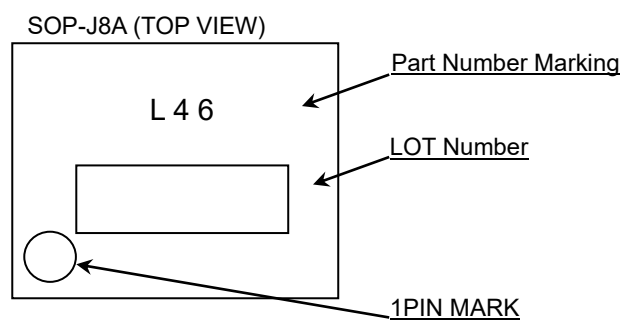 SOP-J8A (TOP VIEW)
Part Number Marking
L 4 6
LOT Number
1PIN MARK